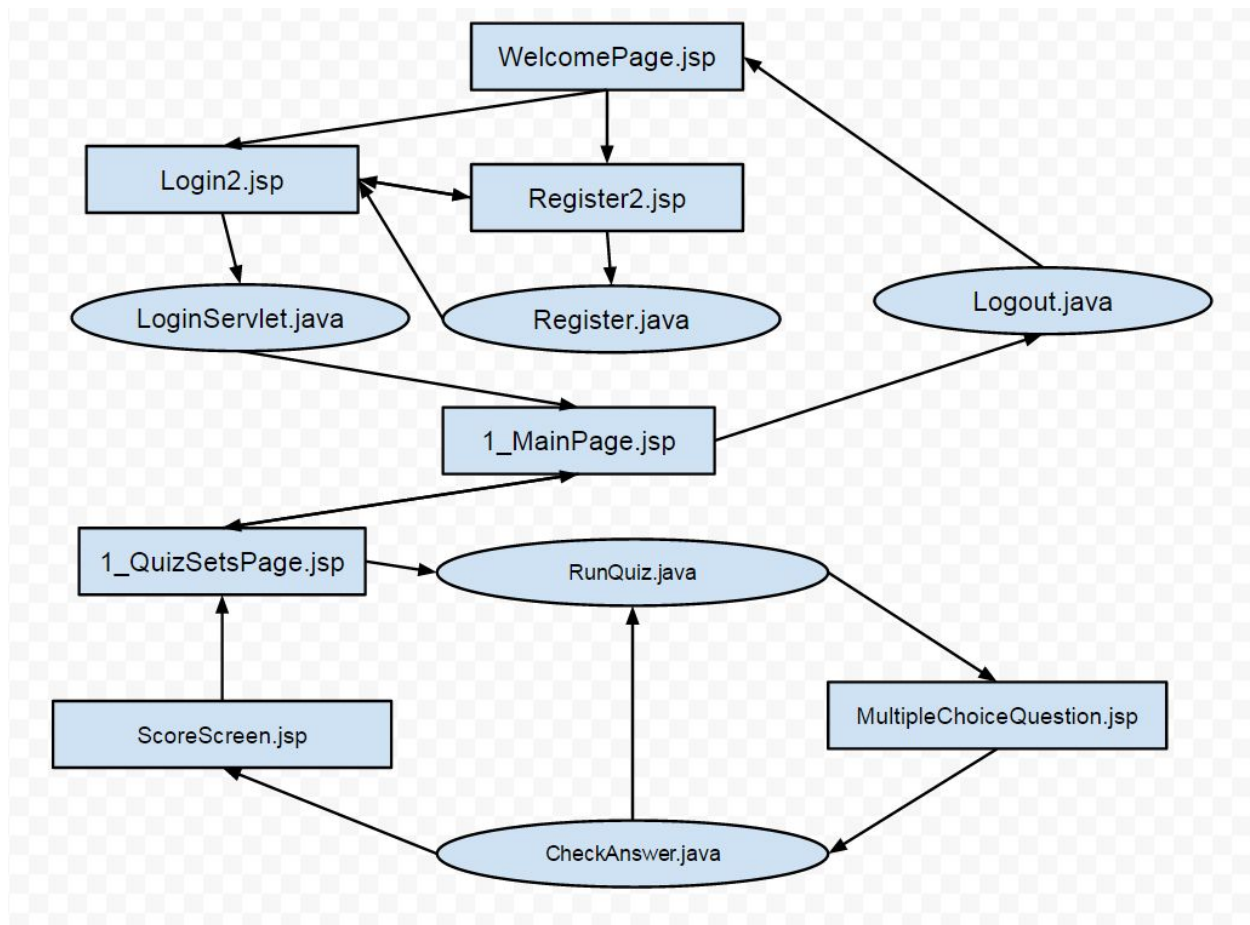 WelcomePage.jsp
Login2.jsp
Register2.jsp
LoginServlet.java
Register.java
Logout.java
1_MainPage.jsp
1_QuizSetsPage.jsp
RunQuiz.java
ScoreScreen.jsp
MultipleChoiceQuestion.jsp
CheckAnswer.java